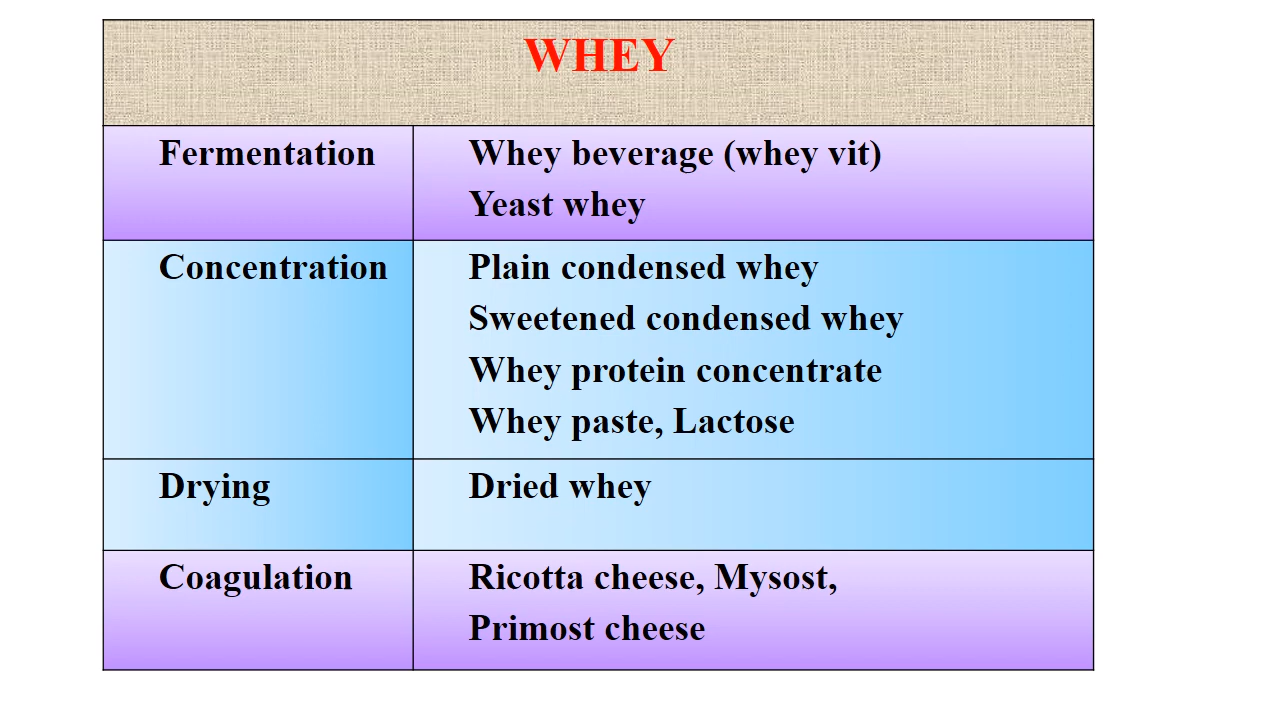 WHEY
Fermentation
Whey beverage (whey vit)
Yeast whey
Concentration
Plain condensed whey
Sweetened condensed whey
Whey protein concentrate
Whey paste, Lactose
Drying
Dried whey
Coagulation
Ricotta cheese, Mysost,
Primost cheese